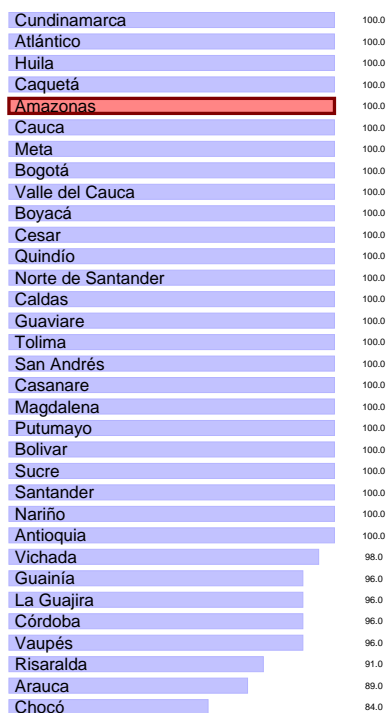 Cundinamarca 100.0
Atlántico 100.0
Huila 100.0
Caquetá 100.0
Amazonas 100.0
Cauca 100.0
Meta 100.0
Bogotá 100.0
Valle del Cauca 100.0
Boyacá 100.0
Cesar 100.0
Quindío 100.0
Norte de Santander 100.0
Caldas 100.0
Guaviare 100.0
Tolima 100.0
San Andrés 100.0
Casanare 100.0
Magdalena 100.0
Putumayo 100.0
Bolivar 100.0
Sucre 100.0
Santander 100.0
Nariño 100.0
Antioquia 100.0
Vichada 98.0
Guainía 96.0
La Guajira 96.0
Córdoba 96.0
Vaupés 96.0
Risaralda 91.0
Arauca 89.0
Chocó 84.0